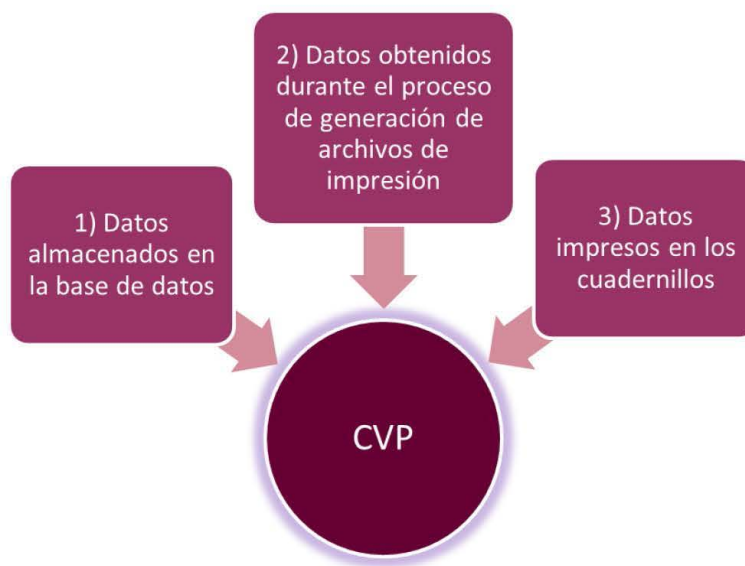 1) Datos
almacenados en
la base de datos
2) Datos obtenidos
durante el proceso
de generación de
archivos de
impresión
3) Datos
impresos en los
cuadernillos
CVP